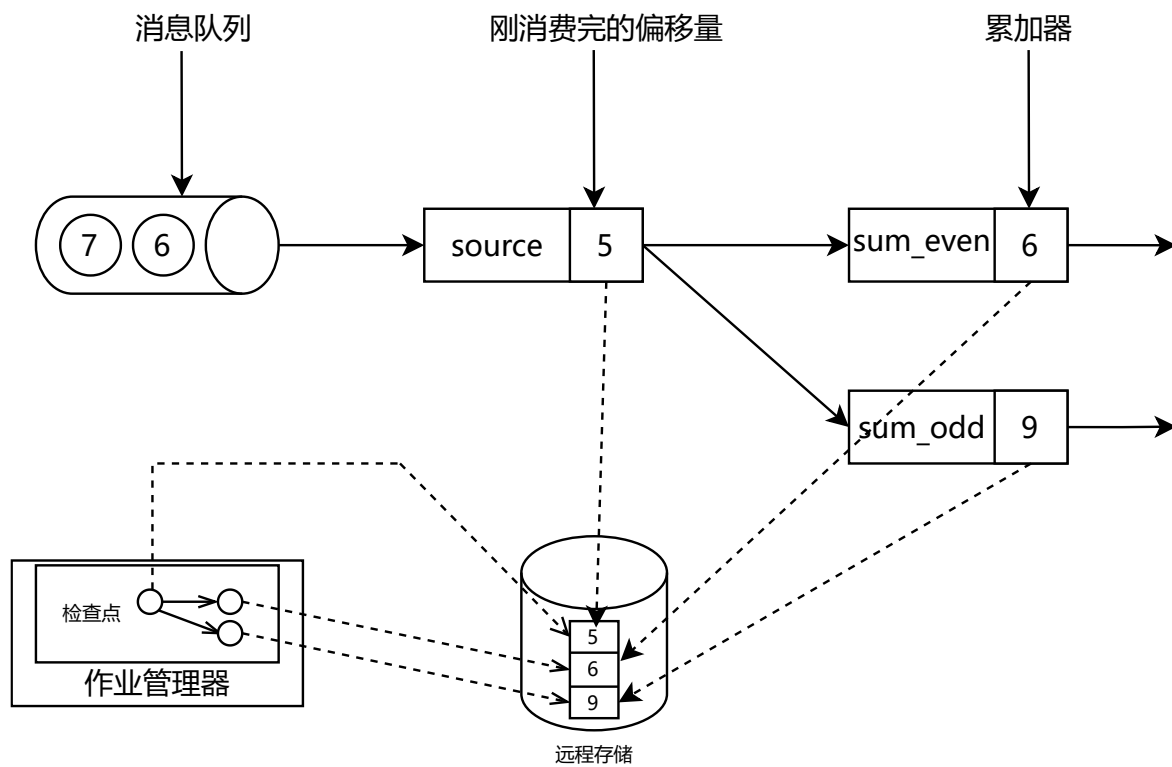 消息队列
刚消费完的偏移量
累加器
7
6
source
5
sum_even
6
sum_odd
9
检查点
作业管理器
5
6
9
远程存储